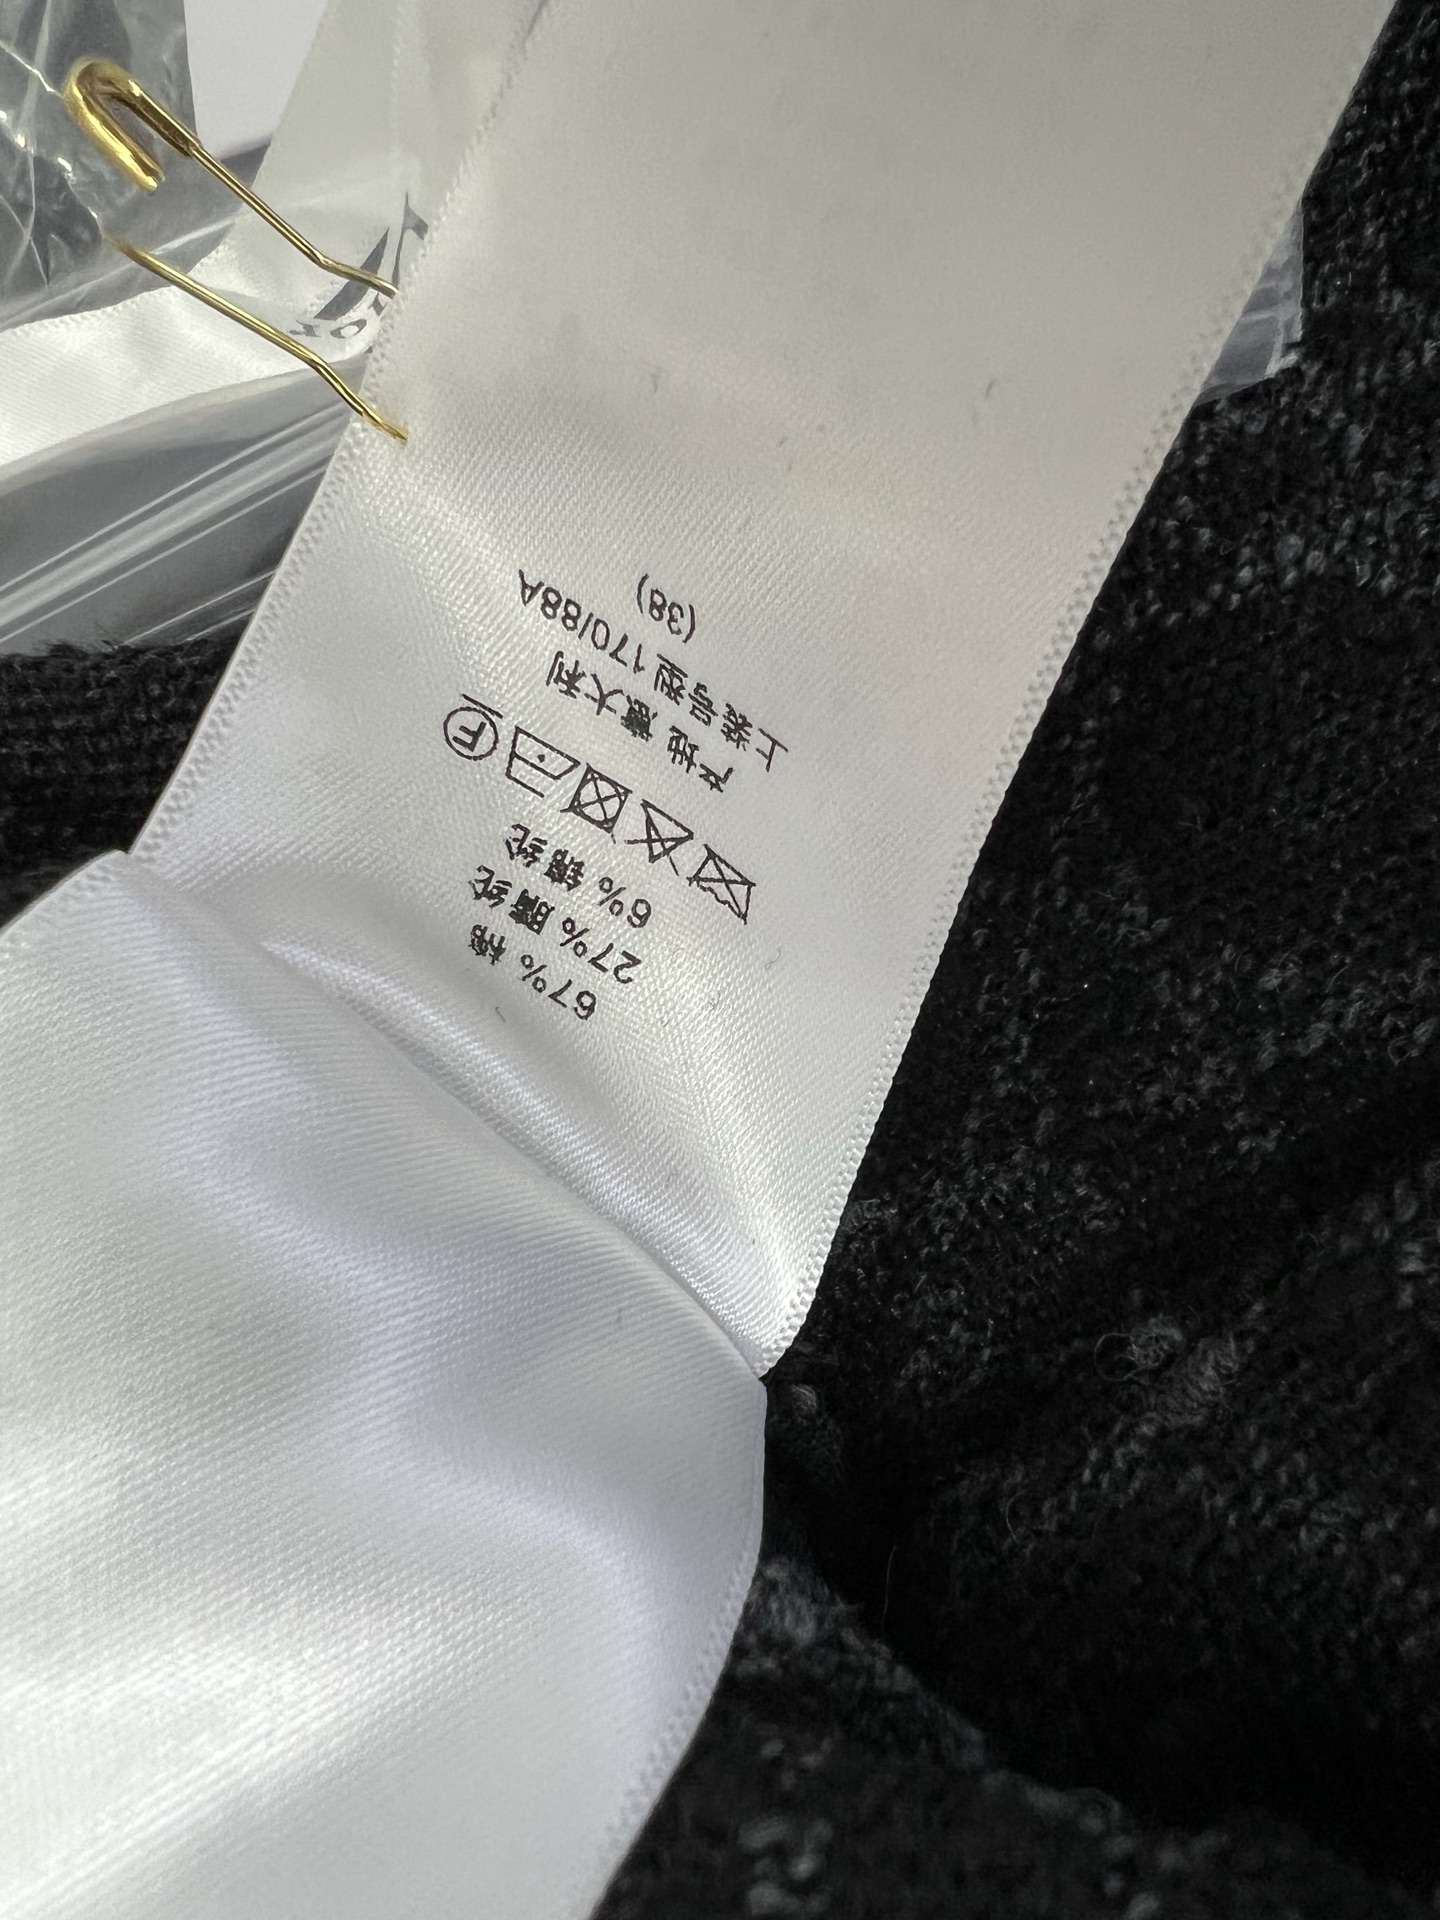 67% 棉
27% 腈纶
6% 锦纶
F
产地 意大利
上装号型 170/88A
(38)